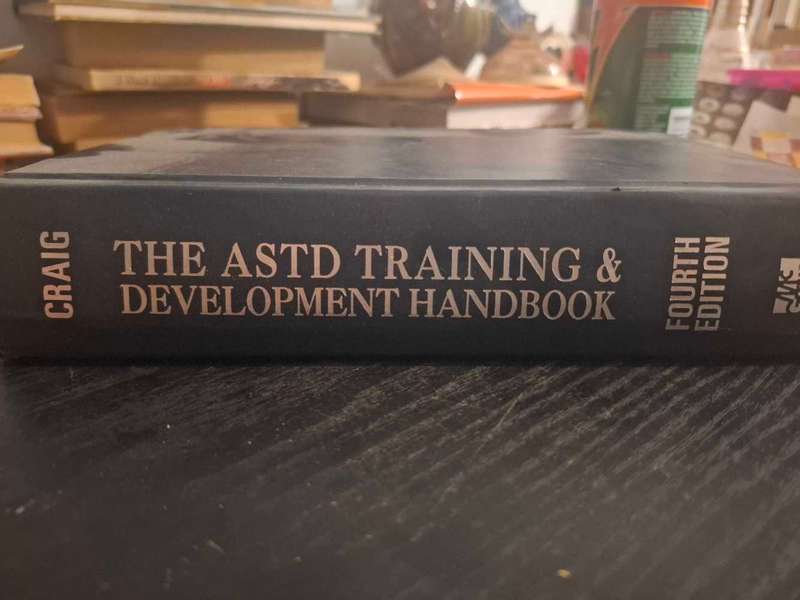 CRAIG
THE ASTD TRAINING &
DEVELOPMENT HANDBOOK
FOURTH
EDITION